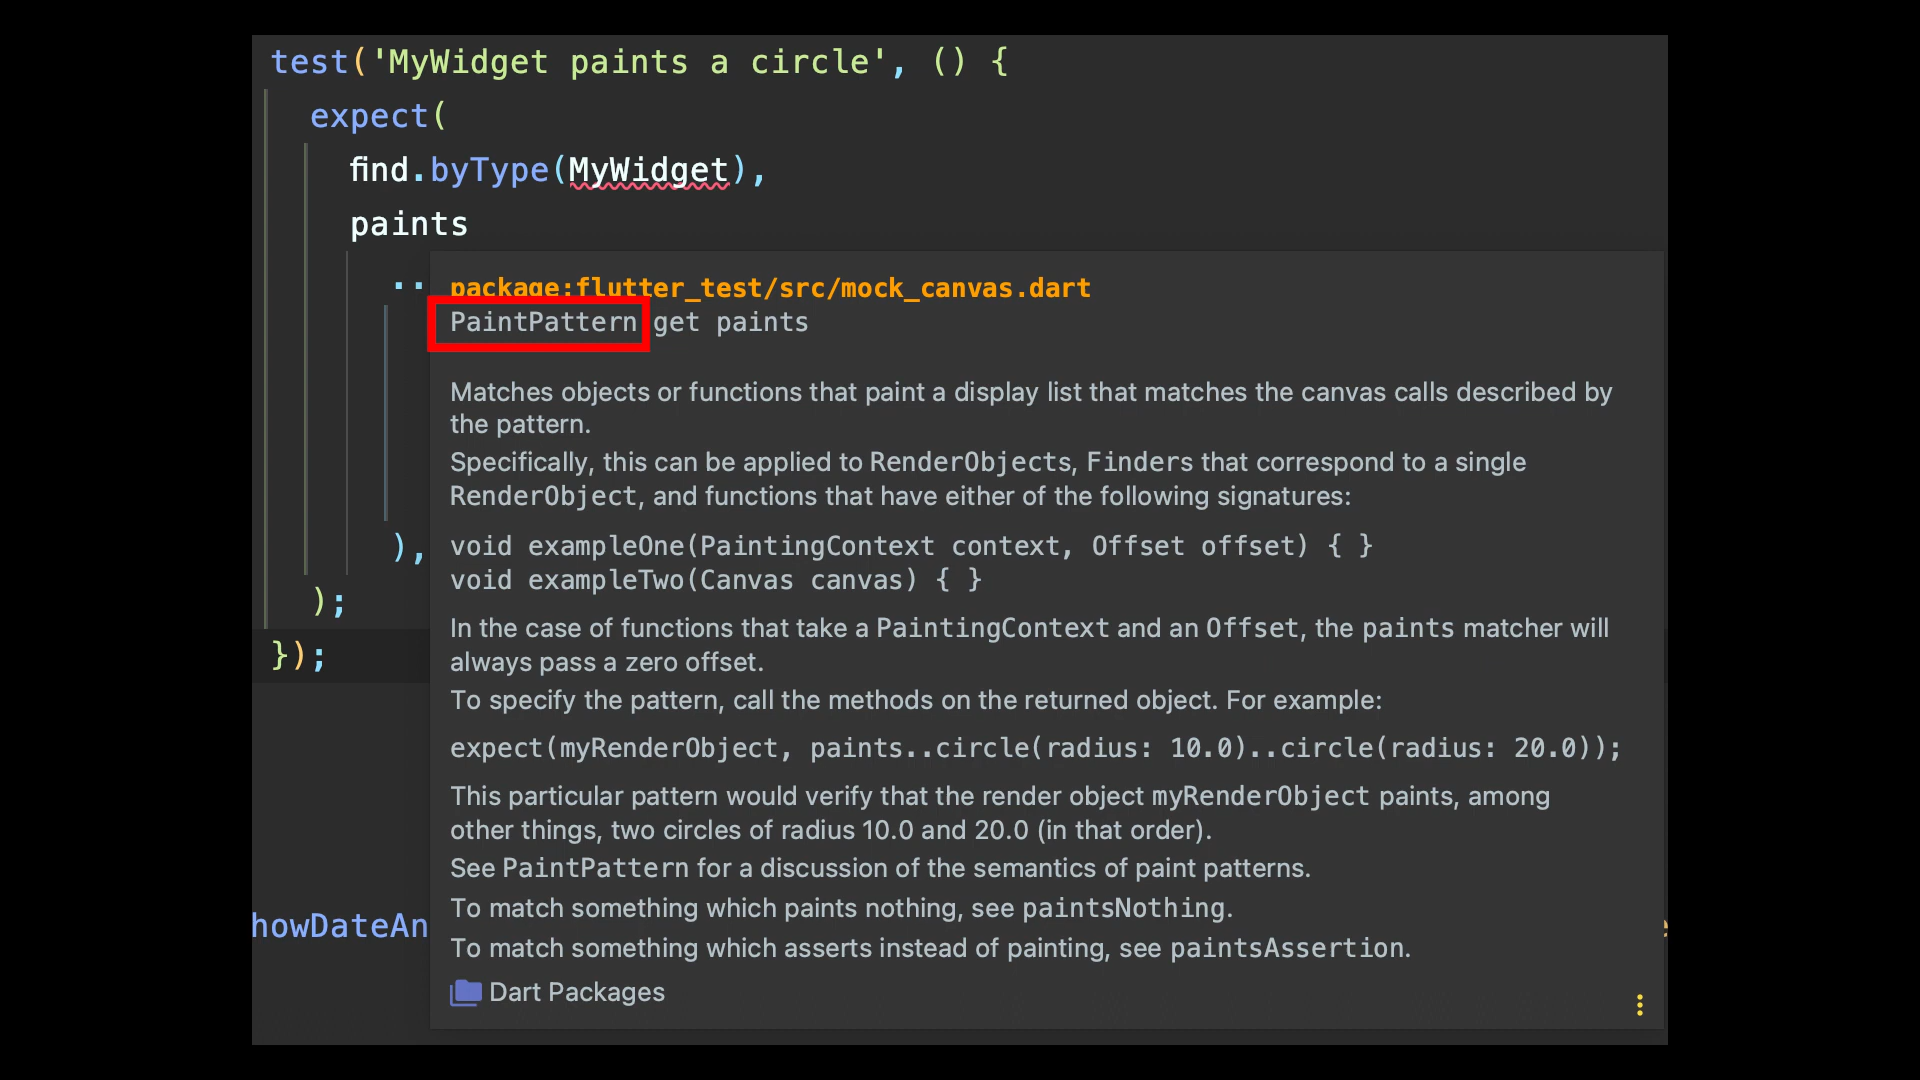 test('MyWidget paints a circle', () {
expect(
find.byType(MyWidget),
paints
..
package:flutter_test/src/mock_canvas.dart
PaintPattern get paints
Matches objects or functions that paint a display list that matches the canvas calls described by
the pattern.
Specifically, this can be applied to RenderObjects, Finders that correspond to a single
RenderObject, and functions that have either of the following signatures:
void exampleOne(PaintingContext context, Offset offset) { }
void exampleTwo(Canvas canvas) { }
In the case of functions that take a PaintingContext and an Offset, the paints matcher will
always pass a zero offset.
To specify the pattern, call the methods on the returned object. For example:
expect(myRenderObject, paints..circle(radius: 10.0)..circle(radius: 20.0));
This particular pattern would verify that the render object myRenderObject paints, among
other things, two circles of radius 10.0 and 20.0 (in that order).
See PaintPattern for a discussion of the semantics of paint patterns.
To match something which paints nothing, see paintsNothing.
To match something which asserts instead of painting, see paintsAssertion.
Dart Packages
),
);
});
howDateAn